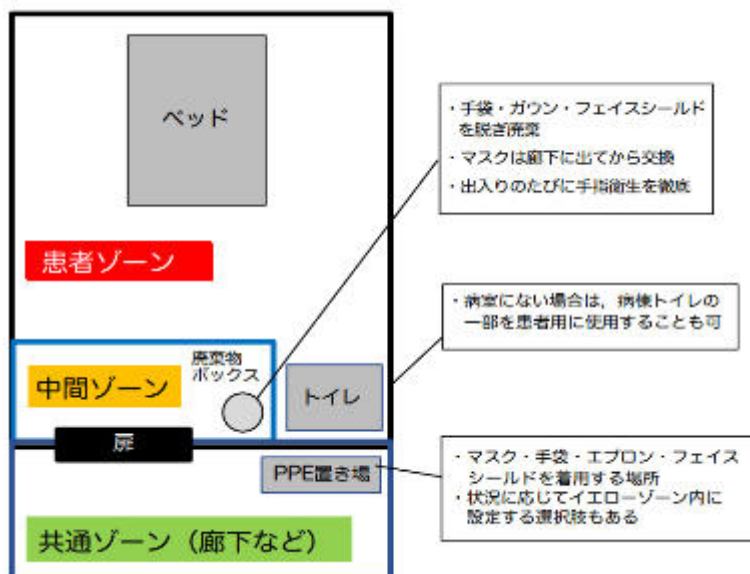 ベッド
・手袋・ガウン・フェイスシールド
を脱ぎ廃棄
・マスクは廊下に出てから交換
・出入りのたびに手指衛生を徹底
患者ゾーン
・病室にない場合は，病棟トイレの
一部を患者用に使用することも可
廃棄物
ボックス
中間ゾーン
トイレ
扉
PPE置き場
・マスク・手袋・エプロン・フェイス
シールドを着用する場所
・状況に応じてイエローゾーン内に
設定する選択肢もある
共通ゾーン（廊下など）